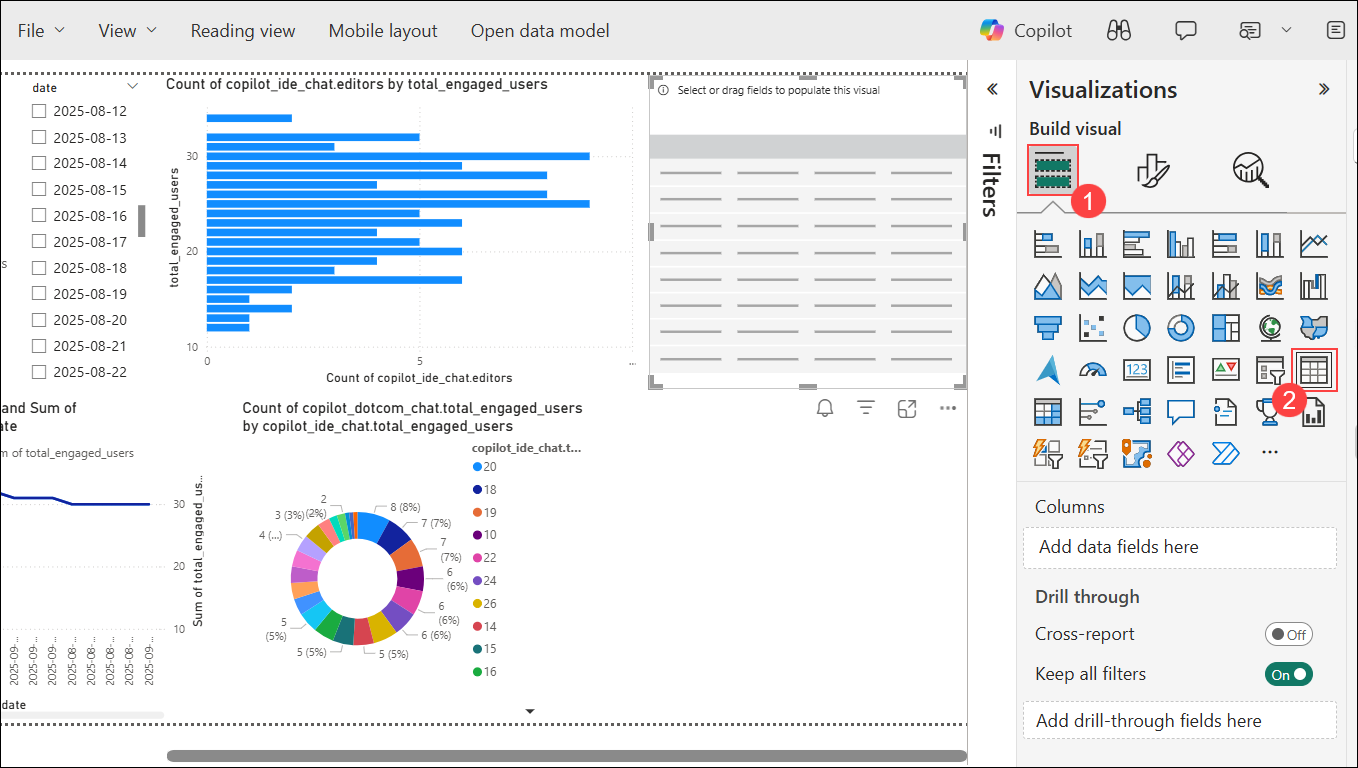 File
View
Reading view
Mobile layout
Open data model
Copilot
date
2025-08-12
2025-08-13
2025-08-14
2025-08-15
2025-08-16
2025-08-17
2025-08-18
2025-08-19
2025-08-20
2025-08-21
2025-08-22
s
Count of copilot_ide_chat.editors by total_engaged_users
total_engaged_users
30
20
10
0
5
...
Count of copilot_ide_chat.editors
Select or drag fields to populate this visual
and Sum of
ate
m of total_engaged_users
30
20
10
Sum of total_engaged_us...
2025-09...
2025-09...
2025-09...
2025-08...
2025-08...
2025-08...
2025-08...
2025-09...
date
Count of copilot_dotcom_chat.total_engaged_users
by copilot_ide_chat.total_engaged_users
copilot_ide_chat.t...
20
18
19
10
22
24
26
14
15
16
2
(2%)
3 (3%)
4 (...)
5
(5%)
5 (5%)
5 (5%)
6 (6%)
6
(6%)
6
(6%)
7
(7%)
7 (7%)
8 (8%)
Filters
Visualizations
Build visual
1
123
2
...
Columns
Add data fields here
Drill through
Cross-report
Off
Keep all filters
On
Add drill-through fields here